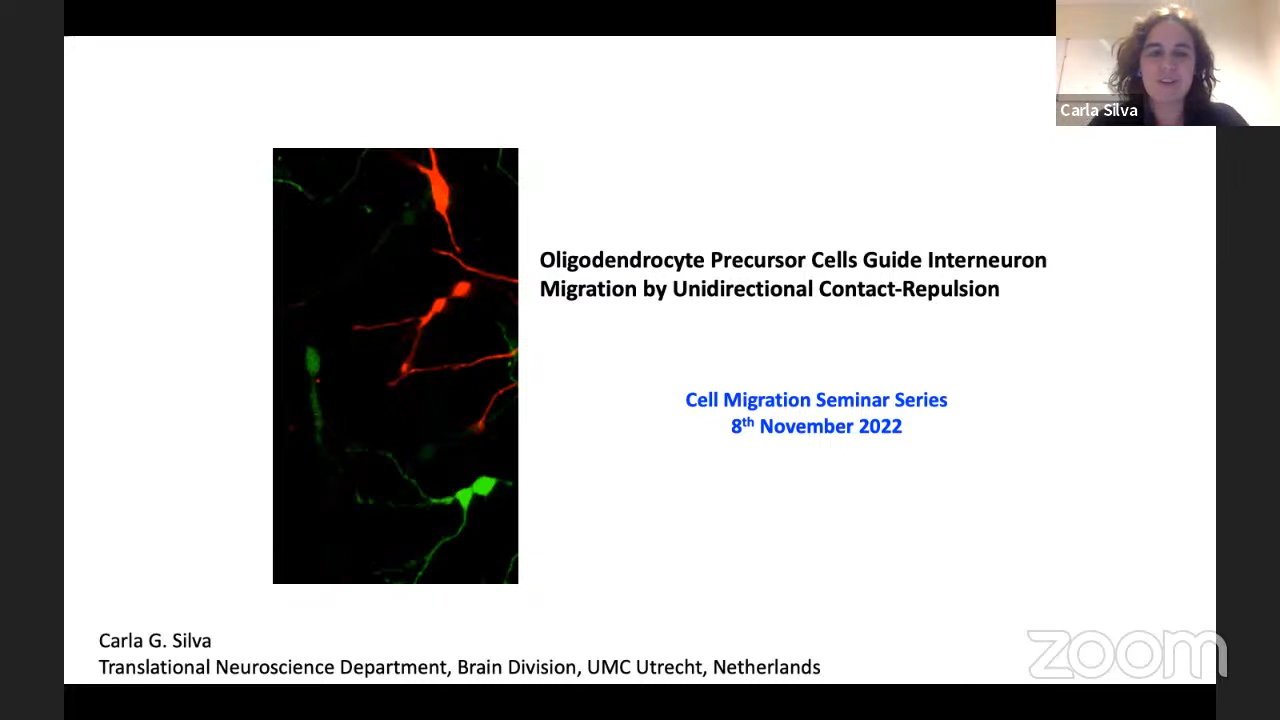 Carla Silva
Oligodendrocyte Precursor Cells Guide Interneuron
Migration by Unidirectional Contact-Repulsion
Cell Migration Seminar Series
8th November 2022
Carla G. Silva
Translational Neuroscience Department, Brain Division, UMC Utrecht, Netherlands
zoom